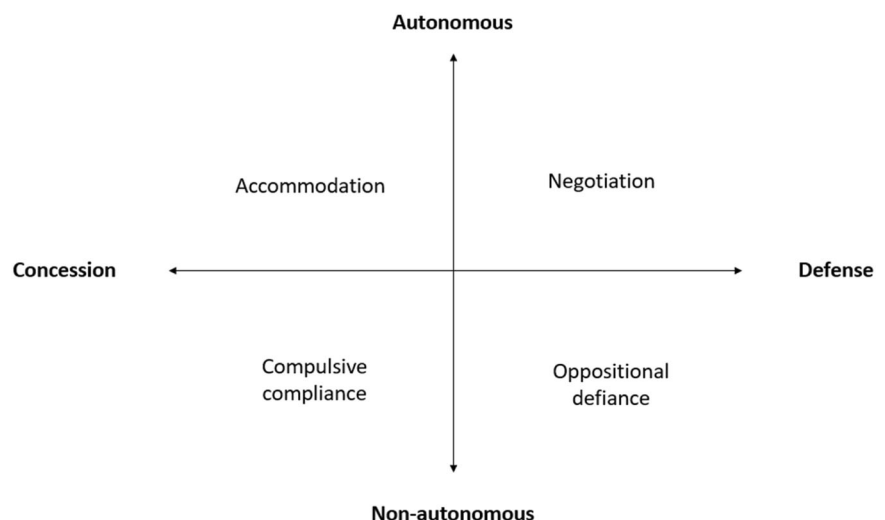 Autonomous
Accommodation
Negotiation
Concession
Defense
Compulsive
compliance
Oppositional
defiance
Non-autonomous